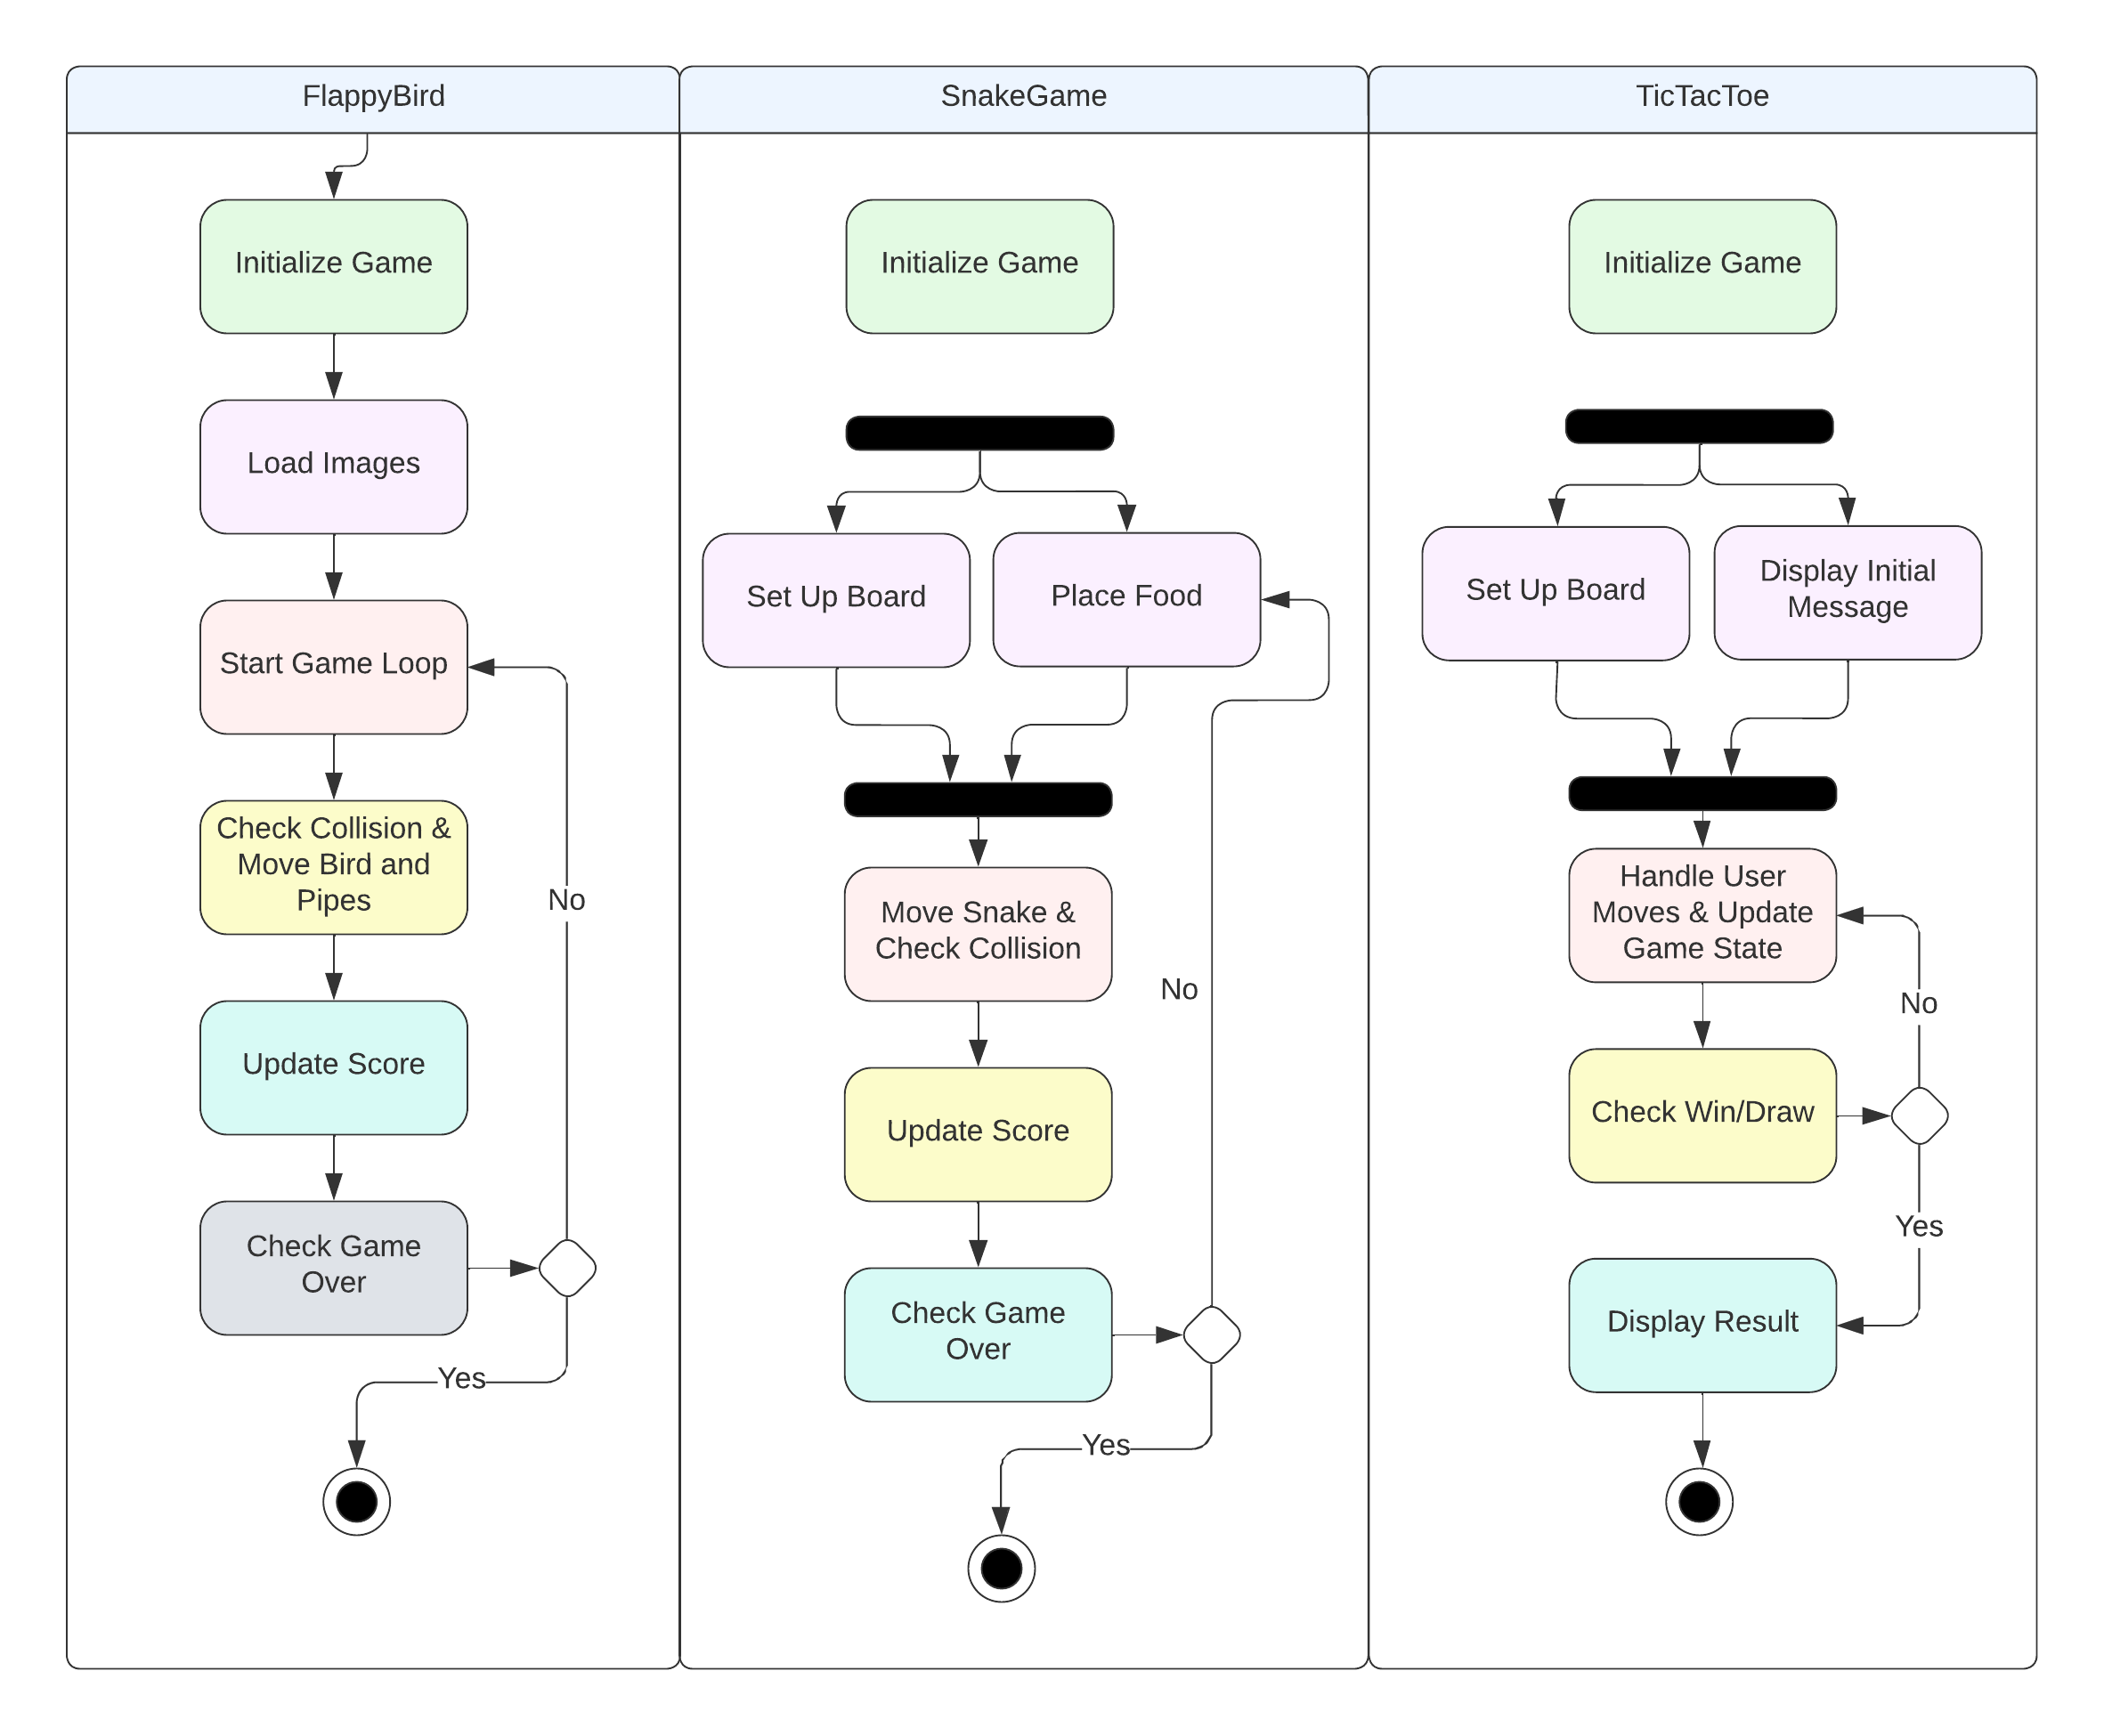 FlappyBird
Initialize Game
Load Images
Start Game Loop
Check Collision &
Move Bird and
Pipes
Update Score
Check Game
Over
No
Yes
SnakeGame
Initialize Game
Set Up Board
Place Food
Move Snake &
Check Collision
Update Score
Check Game
Over
No
Yes
TicTacToe
Initialize Game
Set Up Board
Display Initial
Message
Handle User
Moves & Update
Game State
No
Check Win/Draw
Yes
Display Result